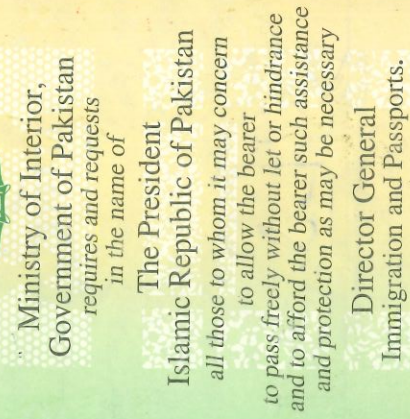 Ministry of Interior,
Government of Pakistan
requires and requests
in the name of
The President
Islamic Republic of Pakistan
all those to whom it may concern
to allow the bearer
to pass freely without let or hindrance
and to afford the bearer such assistance
and protection as may be necessary
Director General
Immigration and Passports.